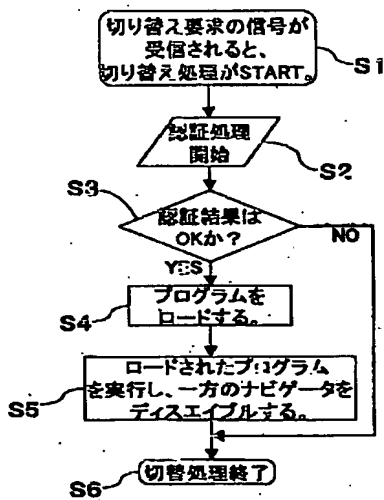 切り替え要求の信号が
受信されると、
切り替え処理がSTART。
S1
認証処理
開始
S2
S3
認証結果は
OKか？
NO
YES
プログラムを
ロードする。
S4
ロードされたプログラム
を実行し、一方のナビゲータを
ディスエイブルする。
S5
切替処理終了
S6